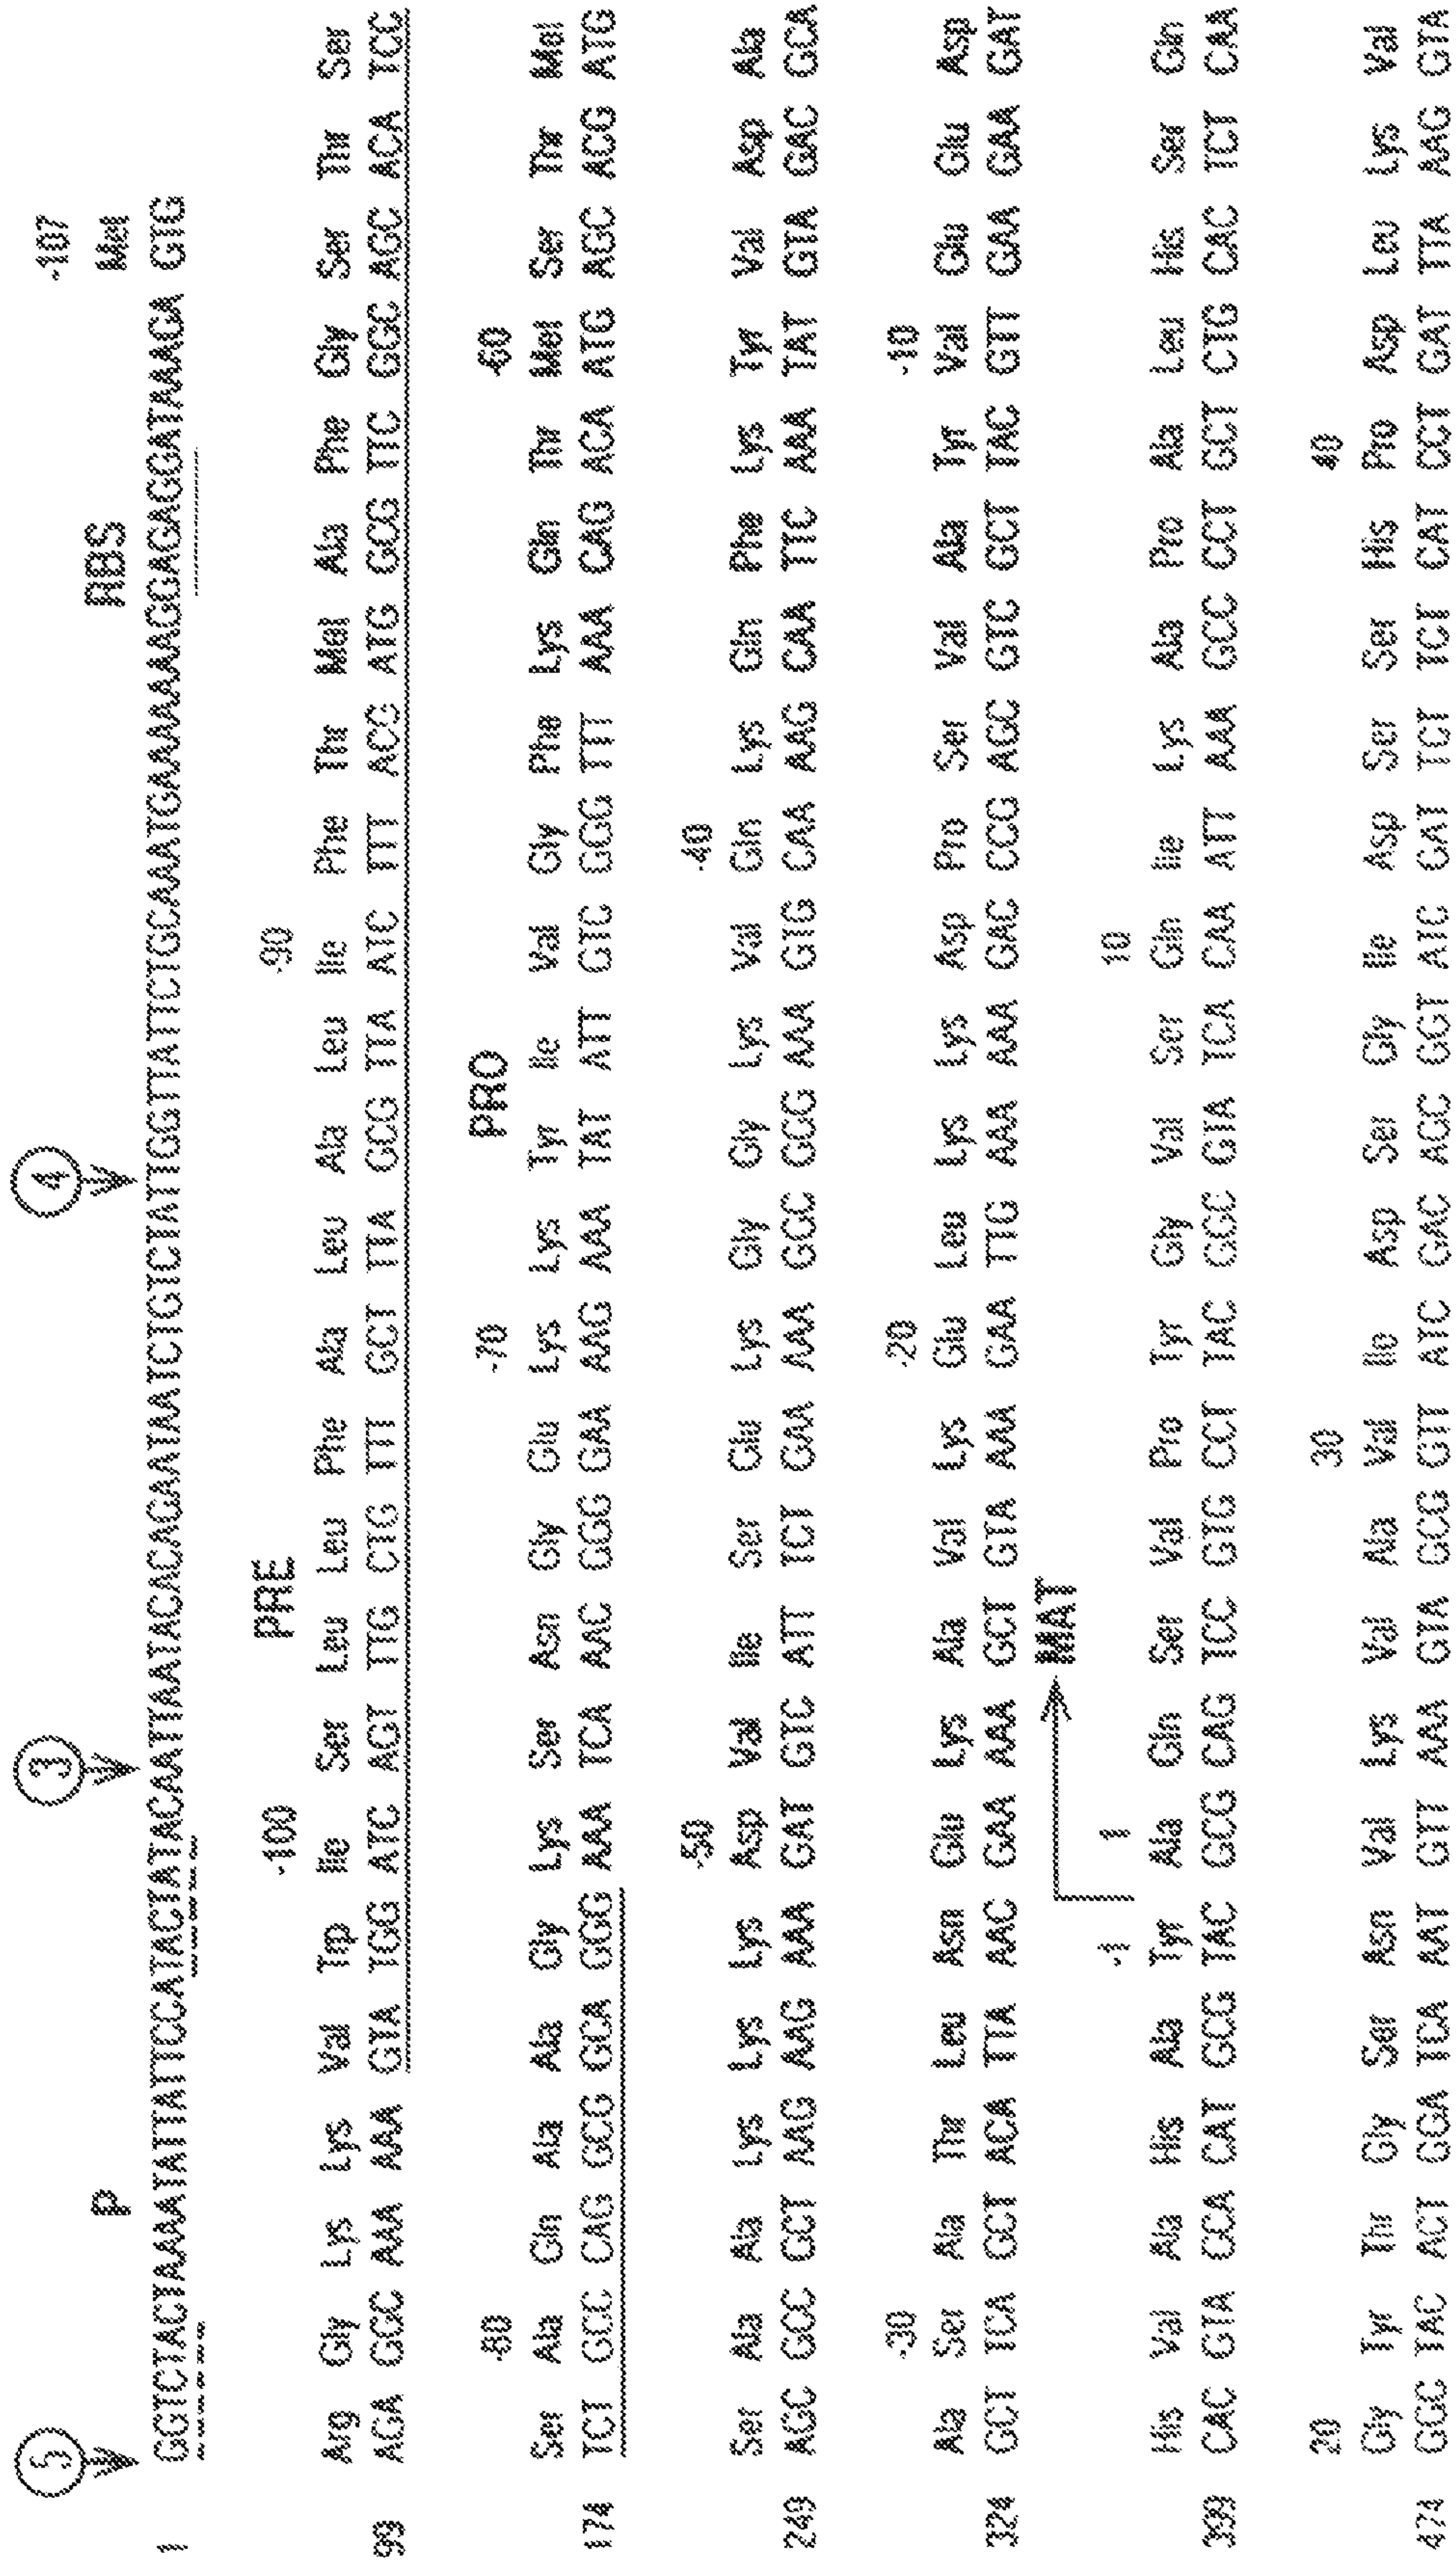 5 3 4
P RBS -107
Met
1 GGTCTACTAAAATATTATTCCATACTATACAATTAATACACAGAATAATCTGTCTATTGGTTATTCTGCAAATGAAAAAAAGGAGAGGATAAAGA GTG
PRE
-100 -90
Arg Gly Lys Lys Val Trp Ile Ser Leu Leu Phe Ala Leu Ala Leu Ile Phe Thr Met Ala Phe Gly Ser Thr Ser
99 AGA GGC AAA AAA GTA TGG ATC AGT TTG CTG TTT GCT TTA GCG TTA ATC TTT ACG ATG GCG TTC GGC AGC ACA TCC
PRO
-80 -70 -60
Ser Ala Gln Ala Ala Gly Lys Ser Asn Gly Glu Lys Lys Tyr Ile Val Gly Phe Lys Gln Thr Met Ser Thr Met
174 TCT GCC CAG GCG GCA GGG AAA TCA AAC GGG GAA AAG AAA TAT ATT GTC GGG TTT AAA CAG ACA ATG AGC ACG ATG
-50 -40
Ser Ala Ala Lys Lys Lys Asp Val Ile Ser Glu Lys Gly Gly Lys Val Gln Lys Gln Phe Lys Tyr Val Asp Ala
249 AGC GCC GCT AAG AAG AAA GAT GTC ATT TCT GAA AAA GGC GGG AAA GTG CAA AAG CAA TTC AAA TAT GTA GAC GCA
-30 -20 -10
Ala Ser Ala Thr Leu Asn Glu Lys Ala Val Lys Glu Leu Lys Lys Asp Pro Ser Val Ala Tyr Val Glu Glu Asp
324 GCT TCA GCT ACA TTA AAC GAA AAA GCT GTA AAA GAA TTG AAA AAA GAC CCG AGC GTC GCT TAC GTT GAA GAA GAT
MAT
-1 1 10
His Val Ala His Ala Tyr Ala Gln Ser Val Pro Tyr Gly Val Ser Gln Ile Lys Ala Pro Ala Leu His Ser Gln
399 CAC GTA GCA CAT GCG TAC GCG CAG TCC GTG CCT TAC GGC GTA TCA CAA ATT AAA GCC CCT GCT CTG CAC TCT CAA
20 30 40
Gly Tyr Thr Gly Ser Asn Val Lys Val Ala Val Ile Asp Ser Gly Ile Asp Ser Ser His Pro Asp Leu Lys Val
474 GGC TAC ACT GGA TCA AAT GTT AAA GTA GCG GTT ATC GAC AGC GGT ATC GAT TCT TCT CAT CCT GAT TTA AAG GTA